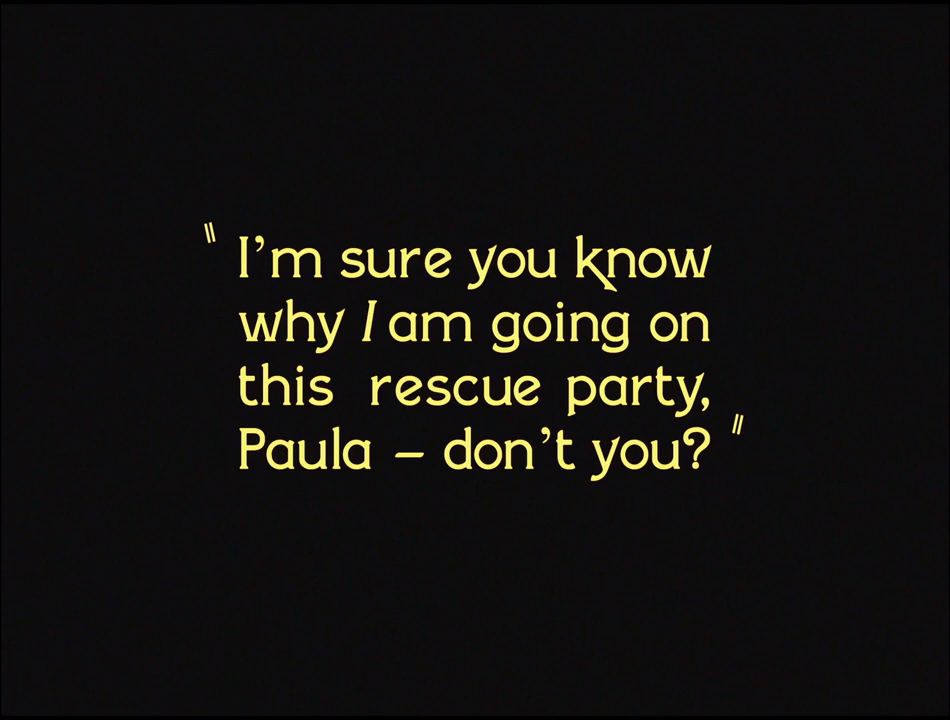 "I'm sure you know
why I am going on
this rescue party,
Paula – don't you?"